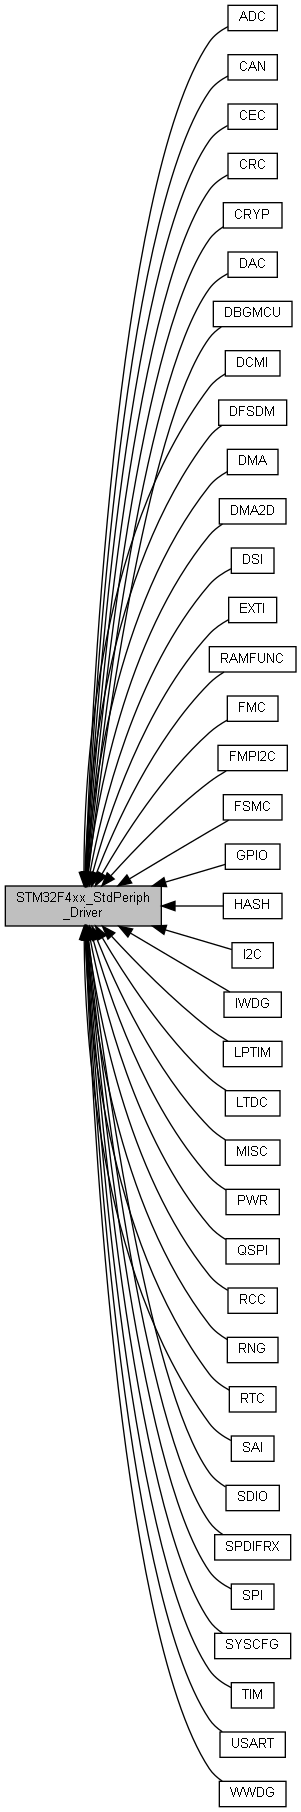 ADC
CAN
CEC
CRC
CRYP
DAC
DBGMCU
DCMI
DFSDM
DMA
DMA2D
DSI
EXTI
RAMFUNC
FMC
FMPI2C
FSMC
GPIO
STM32F4xx_StdPeriph
_Driver
HASH
I2C
IWDG
LPTIM
LTDC
MISC
PWR
QSPI
RCC
RNG
RTC
SAI
SDIO
SPDIFRX
SPI
SYSCFG
TIM
USART
WWDG